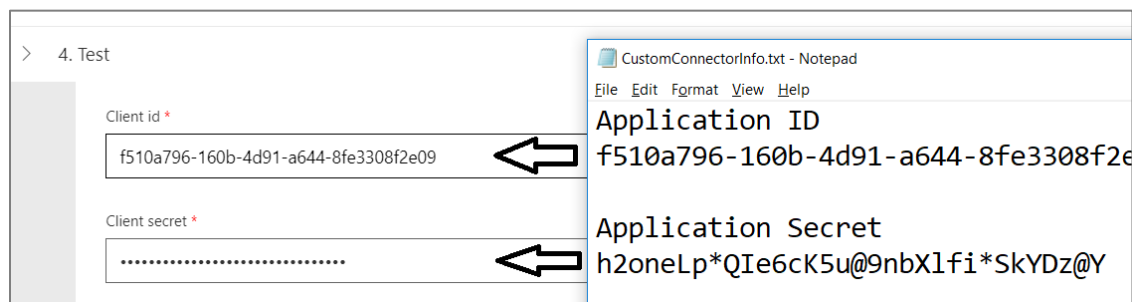 4. Test
Client id *
f510a796-160b-4d91-a644-8fe3308f2e09
Client secret *
••••••••••••••••••••••••••••••••
CustomConnectorInfo.txt - Notepad
File Edit Format View Help
Application ID
f510a796-160b-4d91-a644-8fe3308f2e
Application Secret
h2oneLp*QIe6cK5u@9nbXlfi*SkYDz@Y